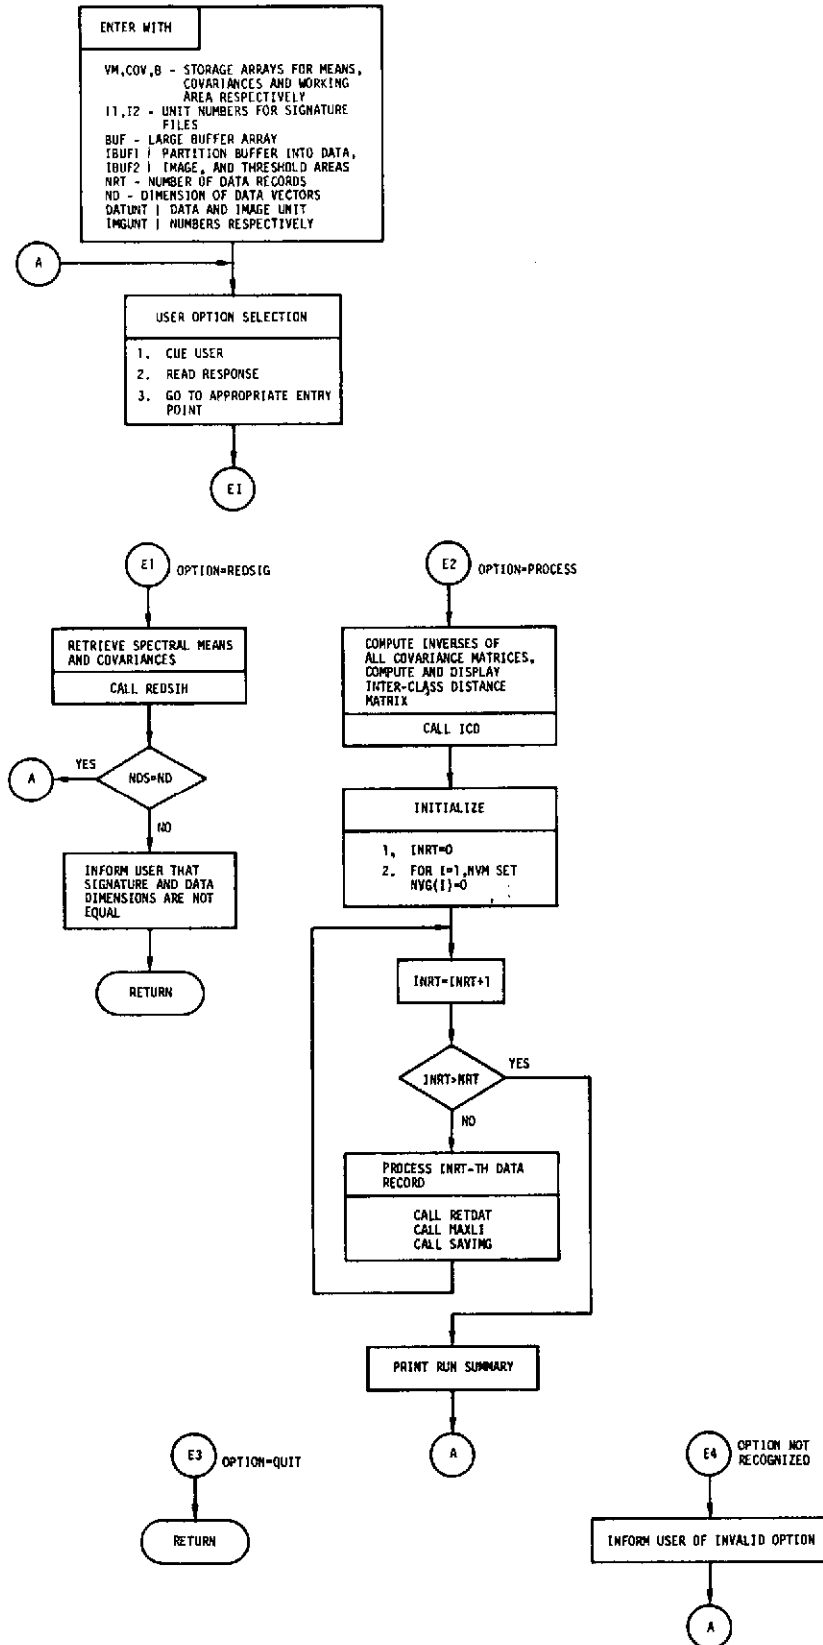 ENTER WITH
VM,COV,B - STORAGE ARRAYS FOR MEANS,
COVARIANCES AND WORKING
AREA RESPECTIVELY
I1,I2 - UNIT NUMBERS FOR SIGNATURE
FILES
BUF - LARGE BUFFER ARRAY
IBUF1 | PARTITION BUFFER INTO DATA,
IBUF2 | IMAGE, AND THRESHOLD AREAS
NRT - NUMBER OF DATA RECORDS
ND - DIMENSION OF DATA VECTORS
DATUNT | DATA AND IMAGE UNIT
IMGUNT | NUMBERS RESPECTIVELY
A
USER OPTION SELECTION
1. CUE USER
2. READ RESPONSE
3. GO TO APPROPRIATE ENTRY
POINT
EI
E1 OPTION=REDSIG
RETRIEVE SPECTRAL MEANS
AND COVARIANCES
CALL REDSIH
NDS=ND
YES
A
NO
INFORM USER THAT
SIGNATURE AND DATA
DIMENSIONS ARE NOT
EQUAL
RETURN
E2 OPTION=PROCESS
COMPUTE INVERSES OF
ALL COVARIANCE MATRICES,
COMPUTE AND DISPLAY
INTER-CLASS DISTANCE
MATRIX
CALL ICD
INITIALIZE
1. INRT=0
2. FOR I=1,NVM SET
NVG(I)=0
INRT=INRT+1
INRT>NRT
YES
NO
PROCESS INRT-TH DATA
RECORD
CALL RETDAT
CALL MAXLI
CALL SAVIMG
PRINT RUN SUMMARY
A
E3 OPTION=QUIT
RETURN
E4 OPTION NOT
RECOGNIZED
INFORM USER OF INVALID OPTION
A